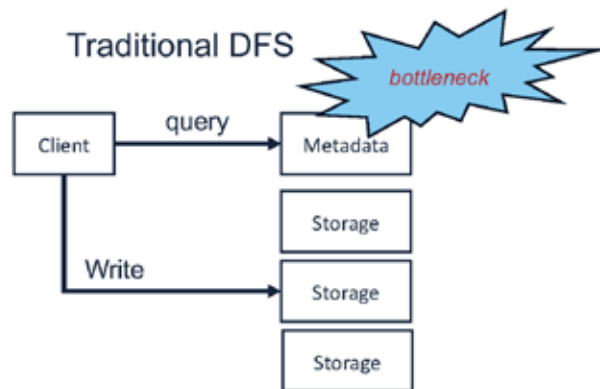 Traditional DFS
bottleneck
query
Client
Metadata
Storage
Write
Storage
Storage